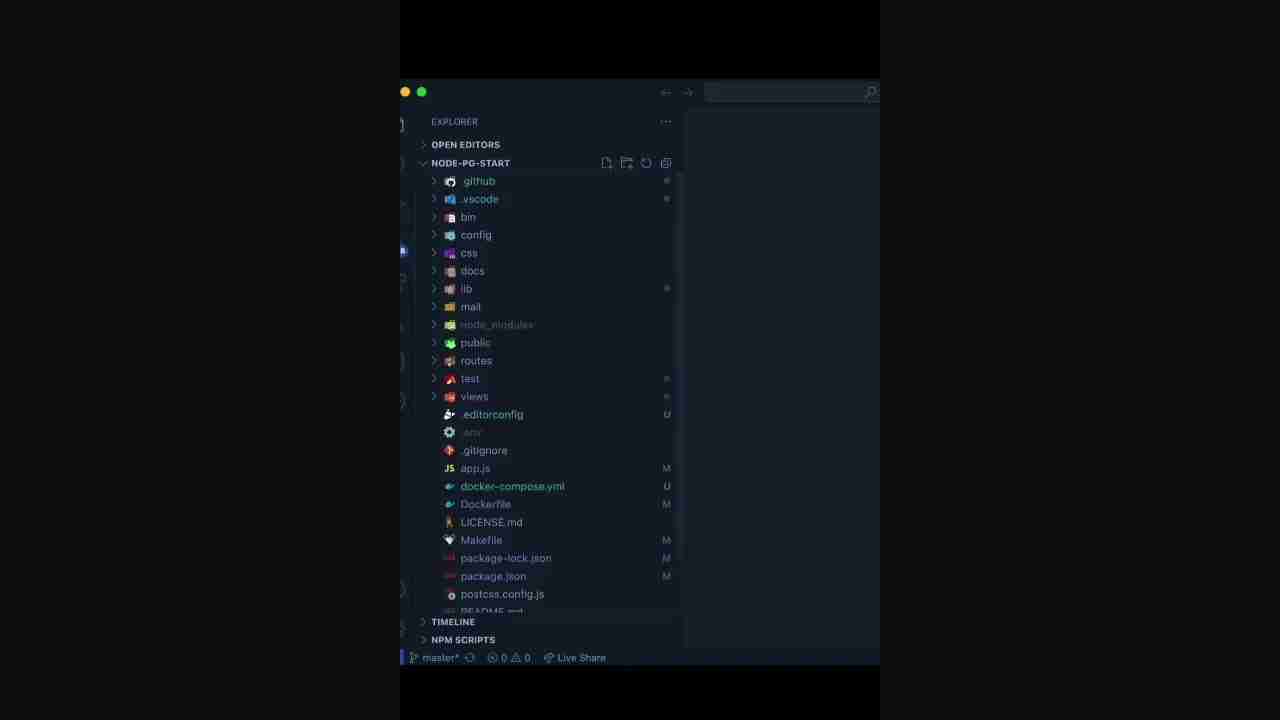 EXPLORER
OPEN EDITORS
NODE-PG-START
.github
.vscode
bin
config
css
docs
lib
mail
node_modules
public
routes
test
views
.editorconfig U
.env
.gitignore
JS app.js M
docker-compose.yml U
Dockerfile M
LICENSE.md
Makefile M
package-lock.json M
package.json M
postcss.config.js
README.md
TIMELINE
NPM SCRIPTS
master* 0 0 Live Share